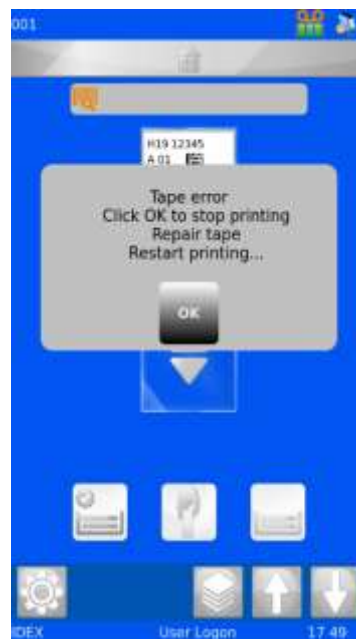 001
H19 12345
A 01
Tape error
Click OK to stop printing
Repair tape
Restart printing...
OK
IDEX
User Logon
17 49